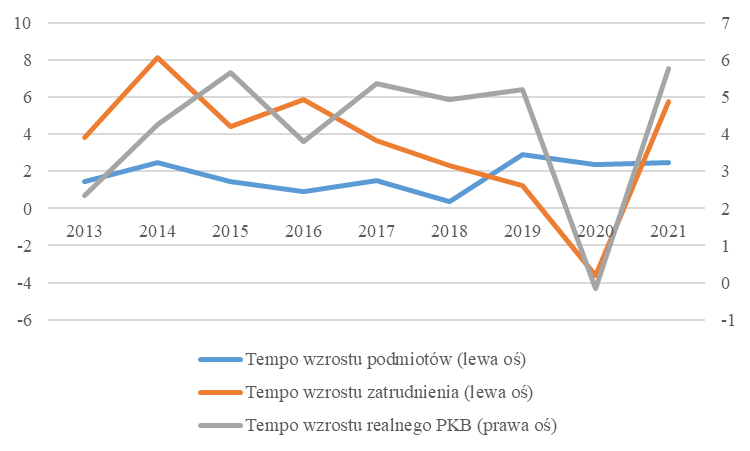 10 7
8 6
6 5
4 4
2 3
0 2
2013 2014 2015 2016 2017 2018 2019 2020 2021
-2 1
-4 0
-6 -1
Tempo wzrostu podmiotów (lewa oś)
Tempo wzrostu zatrudnienia (lewa oś)
Tempo wzrostu realnego PKB (prawa oś)